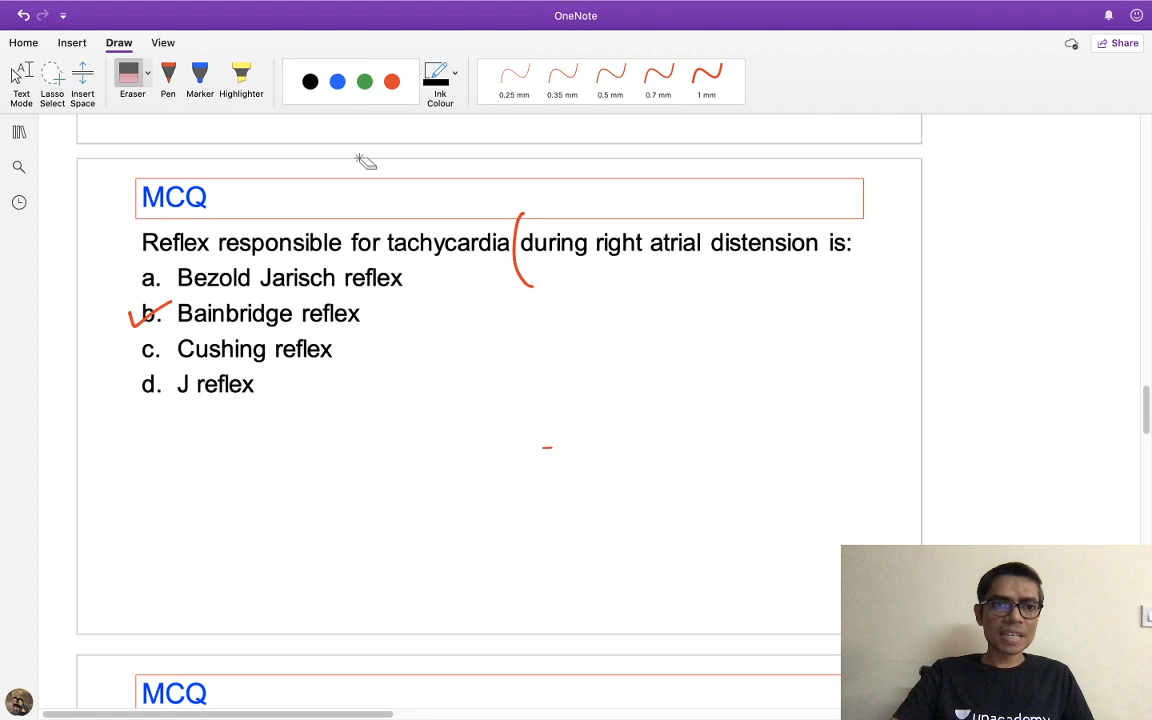 OneNote
Home Insert Draw View
Share
Text Mode
Lasso Select
Insert Space
Eraser
Pen
Marker
Highlighter
Ink Colour
0.25 mm
0.35 mm
0.5 mm
0.7 mm
1 mm
MCQ
Reflex responsible for tachycardia during right atrial distension is:
a. Bezold Jarisch reflex
b. Bainbridge reflex
c. Cushing reflex
d. J reflex
MCQ
unacademy